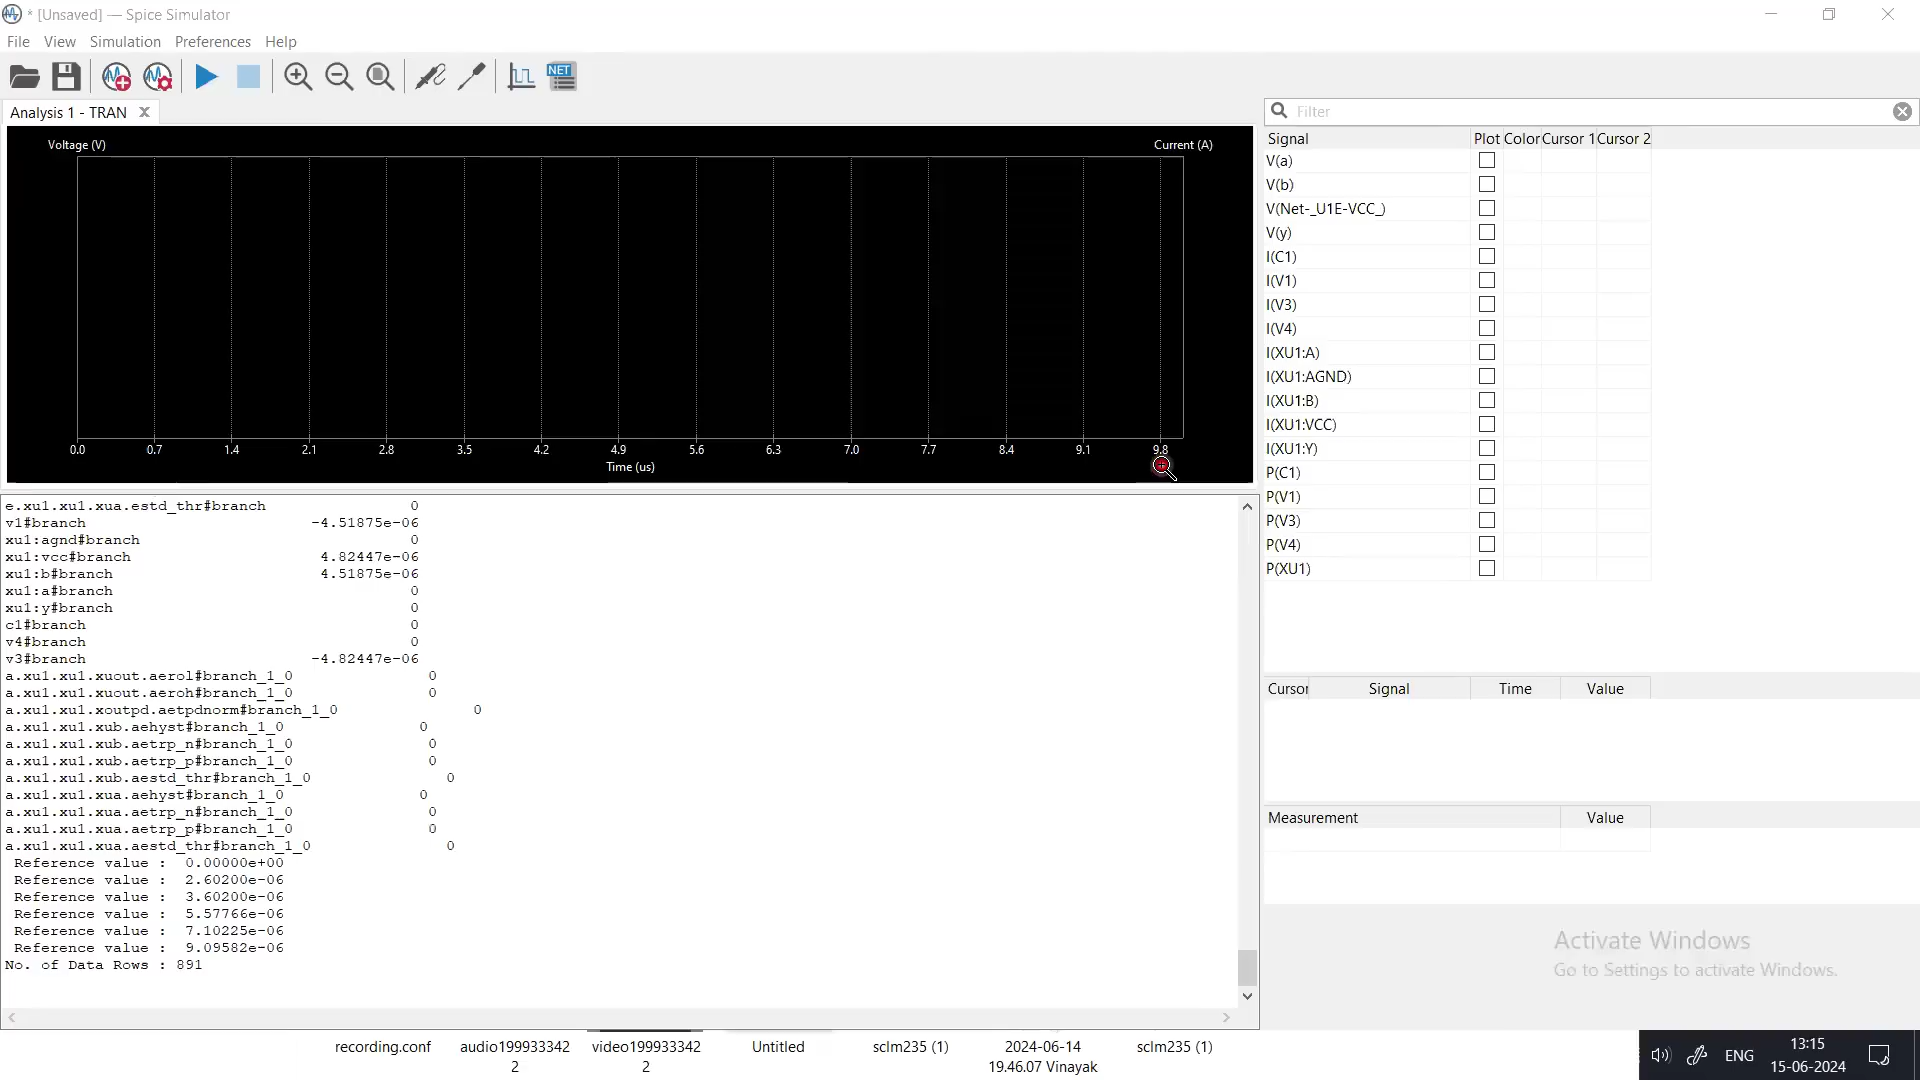 * [Unsaved] — Spice Simulator
File View Simulation Preferences Help
NET
Analysis 1 - TRAN
Filter
Voltage (V)
Current (A)
0.0 0.7 1.4 2.1 2.8 3.5 4.2 4.9 5.6 6.3 7.0 7.7 8.4 9.1 9.8
Time (us)
Signal Plot Color Cursor 1 Cursor 2
V(a)
V(b)
V(Net-_U1E-VCC_)
V(y)
I(C1)
I(V1)
I(V3)
I(V4)
I(XU1:A)
I(XU1:AGND)
I(XU1:B)
I(XU1:VCC)
I(XU1:Y)
P(C1)
P(V1)
P(V3)
P(V4)
P(XU1)
e.xu1.xu1.xua.estd_thr#branch 0
v1#branch -4.51875e-06
xu1:agnd#branch 0
xu1:vcc#branch 4.82447e-06
xu1:b#branch 4.51875e-06
xu1:a#branch 0
xu1:y#branch 0
c1#branch 0
v4#branch 0
v3#branch -4.82447e-06
a.xu1.xu1.xuout.aerol#branch_1_0 0
a.xu1.xu1.xuout.aeroh#branch_1_0 0
a.xu1.xu1.xoutpd.aetpdnorm#branch_1_0 0
a.xu1.xu1.xub.aehyst#branch_1_0 0
a.xu1.xu1.xub.aetrp_n#branch_1_0 0
a.xu1.xu1.xub.aetrp_p#branch_1_0 0
a.xu1.xu1.xub.aestd_thr#branch_1_0 0
a.xu1.xu1.xua.aehyst#branch_1_0 0
a.xu1.xu1.xua.aetrp_n#branch_1_0 0
a.xu1.xu1.xua.aetrp_p#branch_1_0 0
a.xu1.xu1.xua.aestd_thr#branch_1_0 0
Reference value : 0.00000e+00
Reference value : 2.60200e-06
Reference value : 3.60200e-06
Reference value : 5.57766e-06
Reference value : 7.10225e-06
Reference value : 9.09582e-06
No. of Data Rows : 891
Cursor Signal Time Value
Measurement Value
Activate Windows
Go to Settings to activate Windows.
recording.conf audio199933342 video199933342 Untitled sclm235 (1) 2024-06-14 sclm235 (1)
2 2 19.46.07 Vinayak
ENG
13:15
15-06-2024